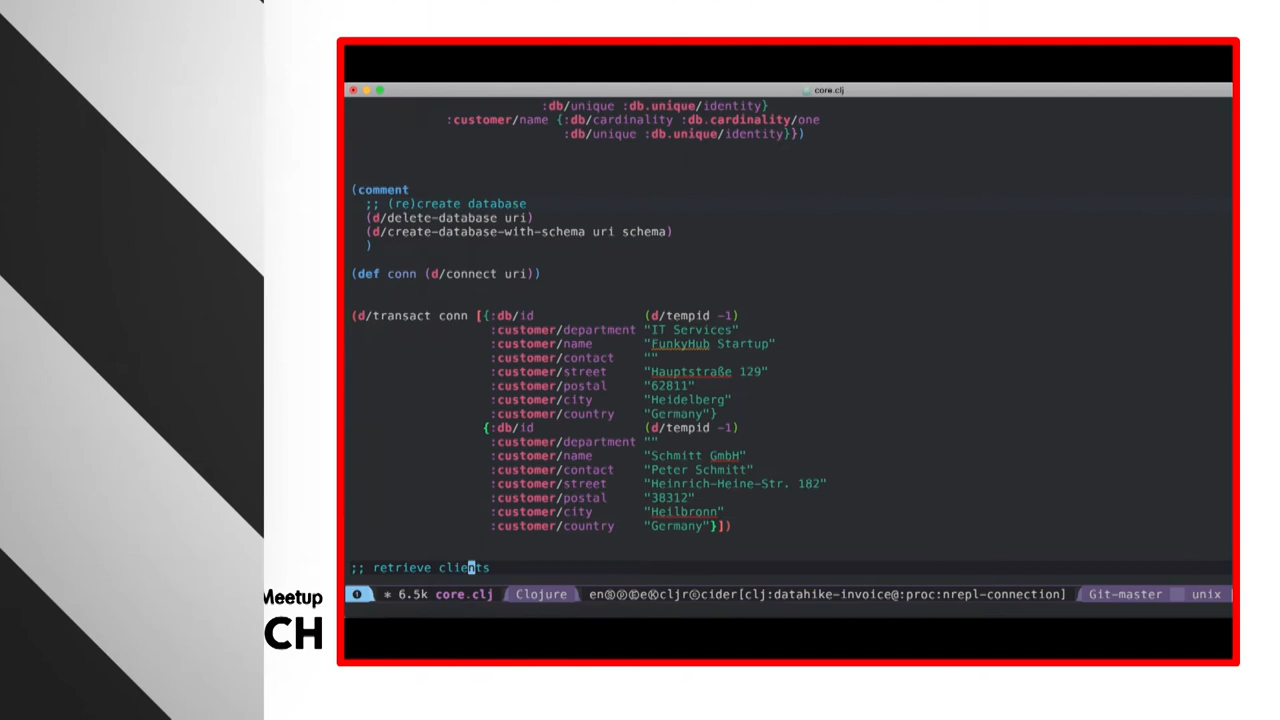 core.clj
:db/unique :db.unique/identity}
:customer/name {:db/cardinality :db.cardinality/one
:db/unique :db.unique/identity}})
(comment
;; (re)create database
(d/delete-database uri)
(d/create-database-with-schema uri schema)
)
(def conn (d/connect uri))
(d/transact conn [{:db/id (d/tempid -1)
:customer/department "IT Services"
:customer/name "FunkyHub Startup"
:customer/contact ""
:customer/street "Hauptstraße 129"
:customer/postal "62811"
:customer/city "Heidelberg"
:customer/country "Germany"}
{:db/id (d/tempid -1)
:customer/department ""
:customer/name "Schmitt GmbH"
:customer/contact "Peter Schmitt"
:customer/street "Heinrich-Heine-Str. 182"
:customer/postal "38312"
:customer/city "Heilbronn"
:customer/country "Germany"}])
;; retrieve clients
❶ * 6.5k core.clj Clojure enⓈⓟⒺeⓀcljrⓒcider[clj:datahike-invoice@:proc:nrepl-connection] Git-master unix
Meetup
CH